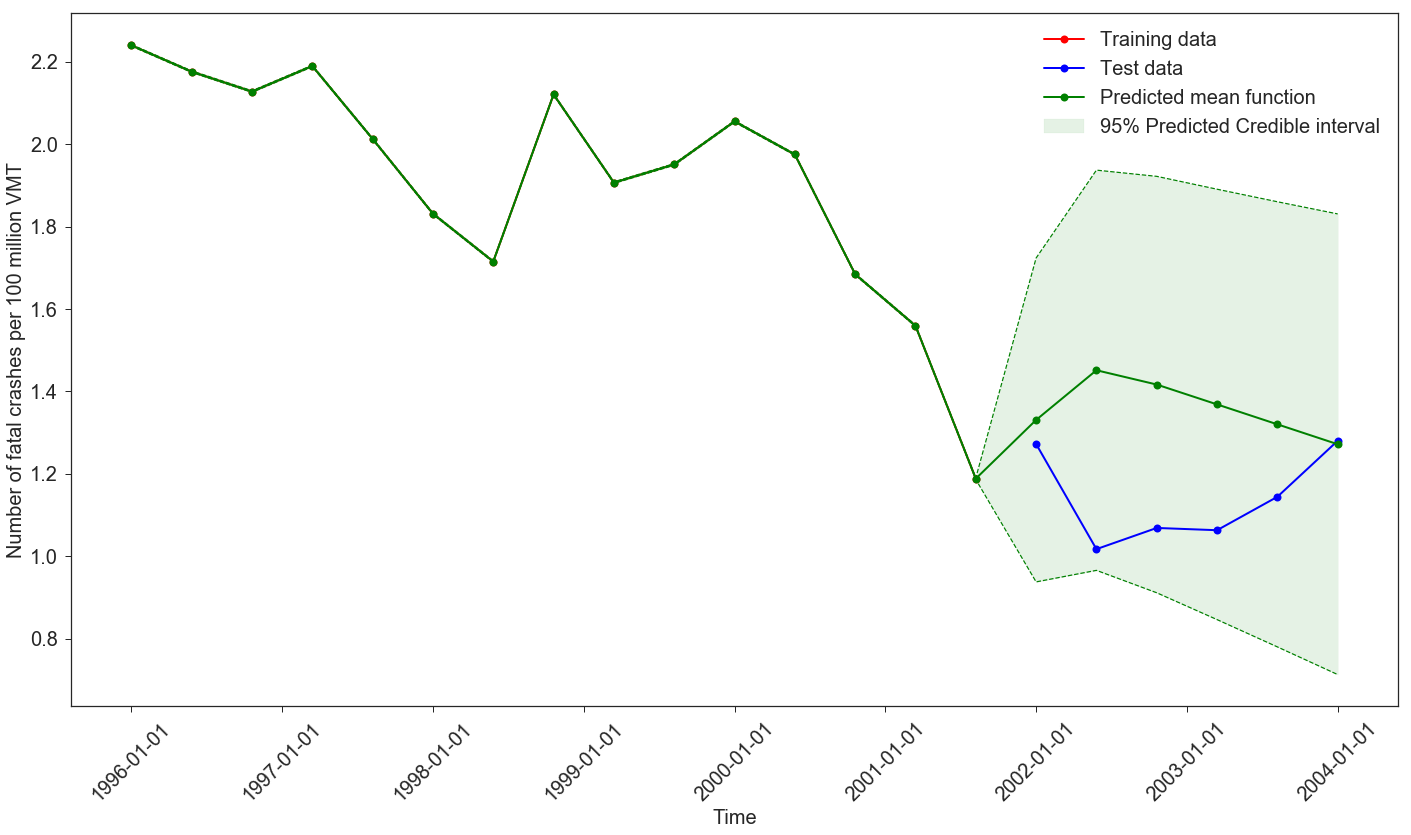 Training data
Test data
Predicted mean function
95% Predicted Credible interval
Number of fatal crashes per 100 million VMT
2.2
2.0
1.8
1.6
1.4
1.2
1.0
0.8
1996-01-01
1997-01-01
1998-01-01
1999-01-01
2000-01-01
2001-01-01
2002-01-01
2003-01-01
2004-01-01
Time